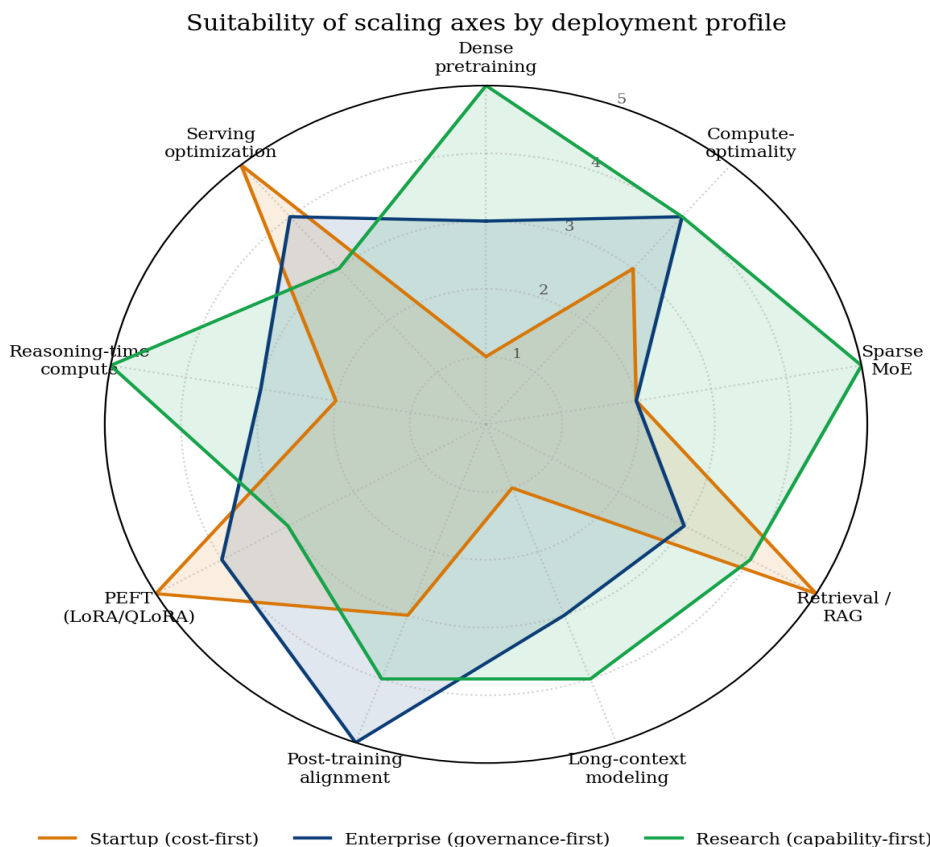 Suitability of scaling axes by deployment profile
Dense
pretraining
5
Serving
optimization
Compute-
optimality
4
3
2
1
Reasoning-time
compute
Sparse
MoE
PEFT
(LoRA/QLoRA)
Retrieval /
RAG
Post-training
alignment
Long-context
modeling
Startup (cost-first)
Enterprise (governance-first)
Research (capability-first)